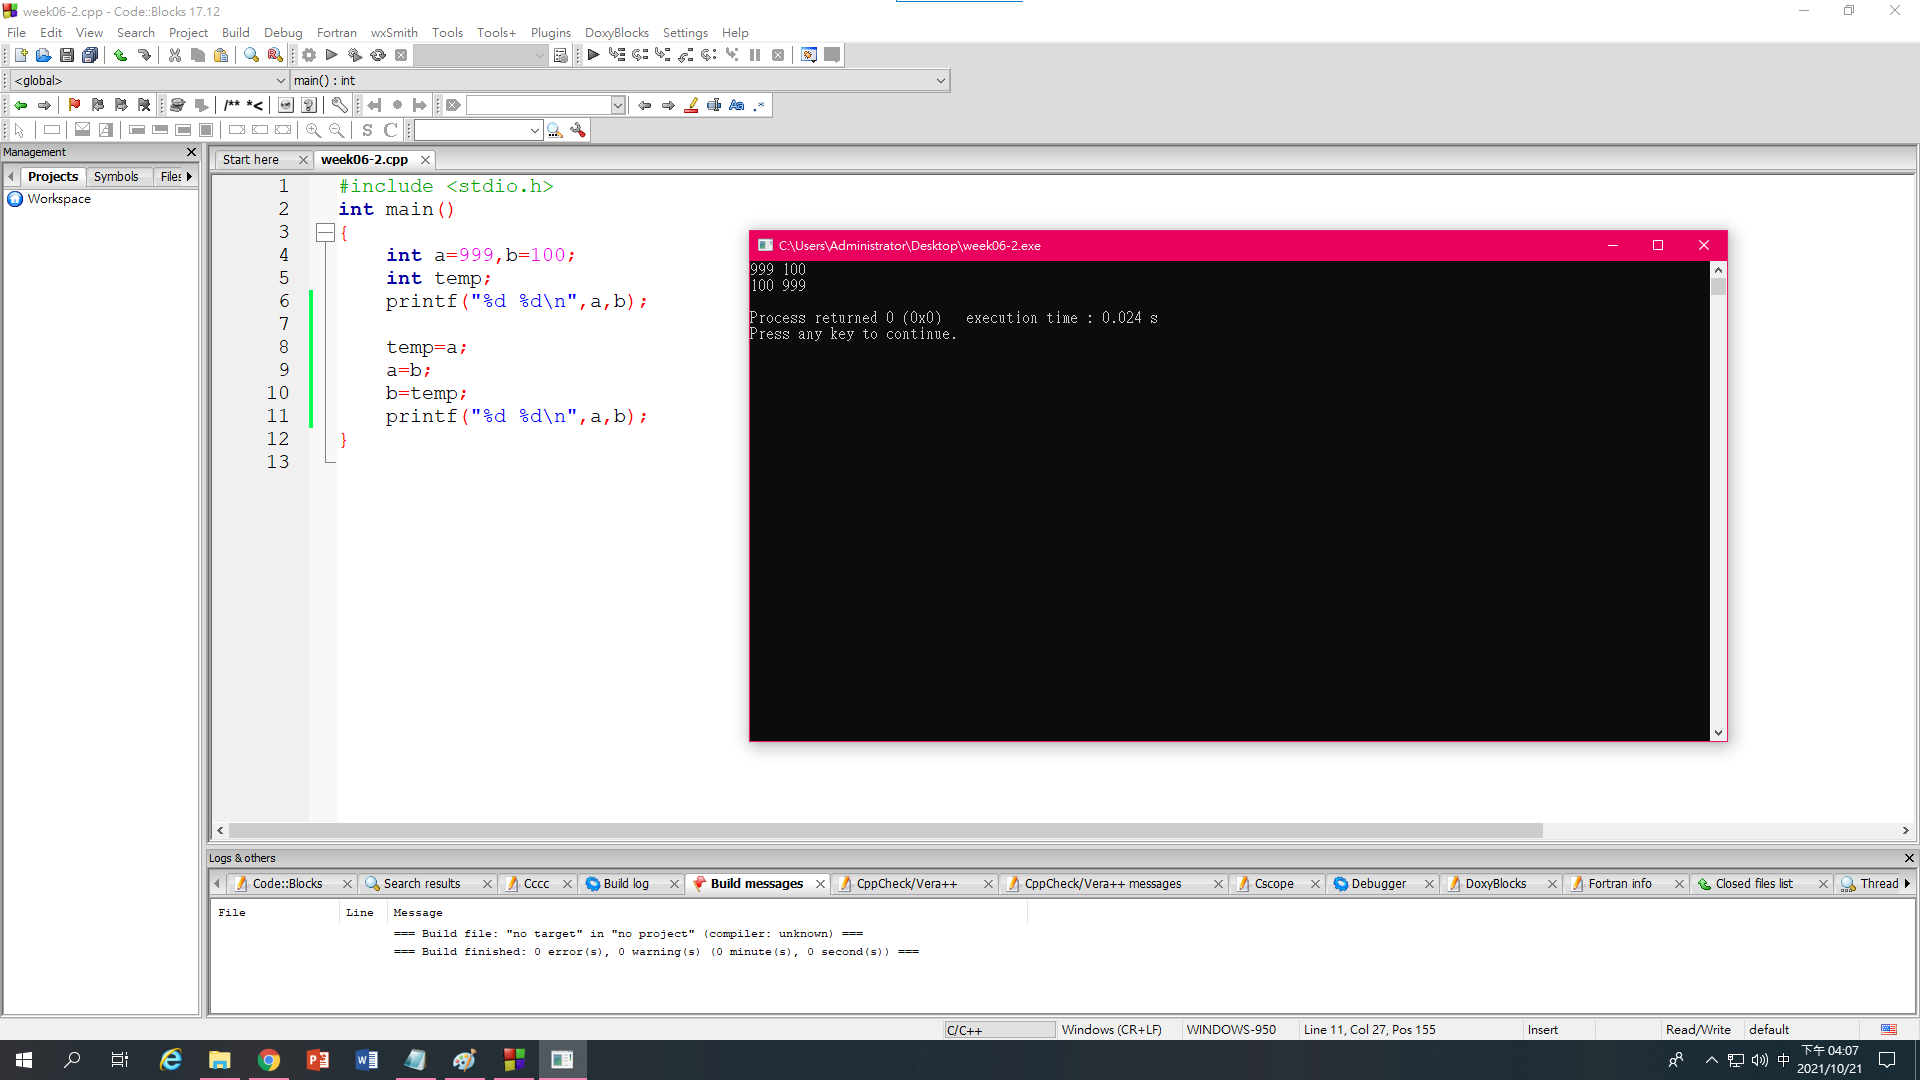 week06-2.cpp - Code::Blocks 17.12
File Edit View Search Project Build Debug Fortran wxSmith Tools Tools+ Plugins DoxyBlocks Settings Help
<global> main() : int
/** *<
Aa .*
S C
Management
Projects Symbols Files
Workspace
Start here week06-2.cpp
1 #include <stdio.h>
2 int main()
3 {
4 int a=999,b=100;
5 int temp;
6 printf("%d %d\n",a,b);
7
8 temp=a;
9 a=b;
10 b=temp;
11 printf("%d %d\n",a,b);
12 }
13
C:\Users\Administrator\Desktop\week06-2.exe
999 100
100 999
Process returned 0 (0x0) execution time : 0.024 s
Press any key to continue.
Logs & others
Code::Blocks Search results Cccc Build log Build messages CppCheck/Vera++ CppCheck/Vera++ messages Cscope Debugger DoxyBlocks Fortran info Closed files list Thread
File Line Message
=== Build file: "no target" in "no project" (compiler: unknown) ===
=== Build finished: 0 error(s), 0 warning(s) (0 minute(s), 0 second(s)) ===
C/C++ Windows (CR+LF) WINDOWS-950 Line 11, Col 27, Pos 155 Insert Read/Write default
中 下午 04:07
2021/10/21